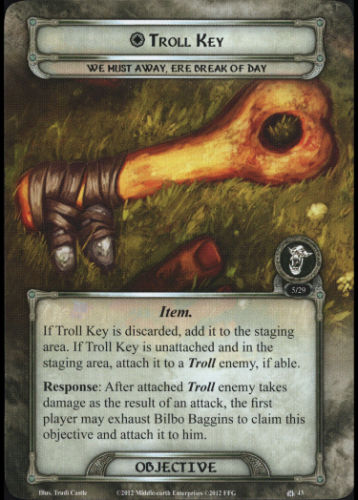 TROLL KEY
WE MUST AWAY, ERE BREAK OF DAY
5/29
Item.
If Troll Key is discarded, add it to the staging
area. If Troll Key is unattached and in the
staging area, attach it to a Troll enemy, if able.
Response: After attached Troll enemy takes
damage as the result of an attack, the first
player may exhaust Bilbo Baggins to claim this
objective and attach it to him.
OBJECTIVE
Illus. Trudi Castle ©2012 Middle-earth Enterprises ©2012 FFG 45